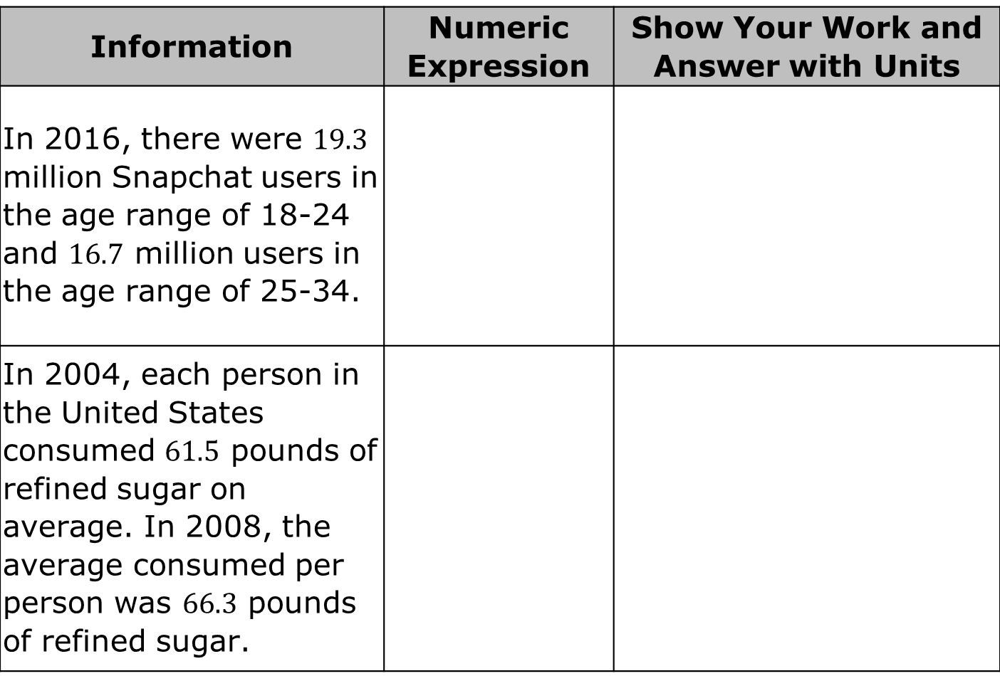 Information
Numeric
Expression
Show Your Work and
Answer with Units
In 2016, there were 19.3
million Snapchat users in
the age range of 18-24
and 16.7 million users in
the age range of 25-34.
In 2004, each person in
the United States
consumed 61.5 pounds of
refined sugar on
average. In 2008, the
average consumed per
person was 66.3 pounds
of refined sugar.